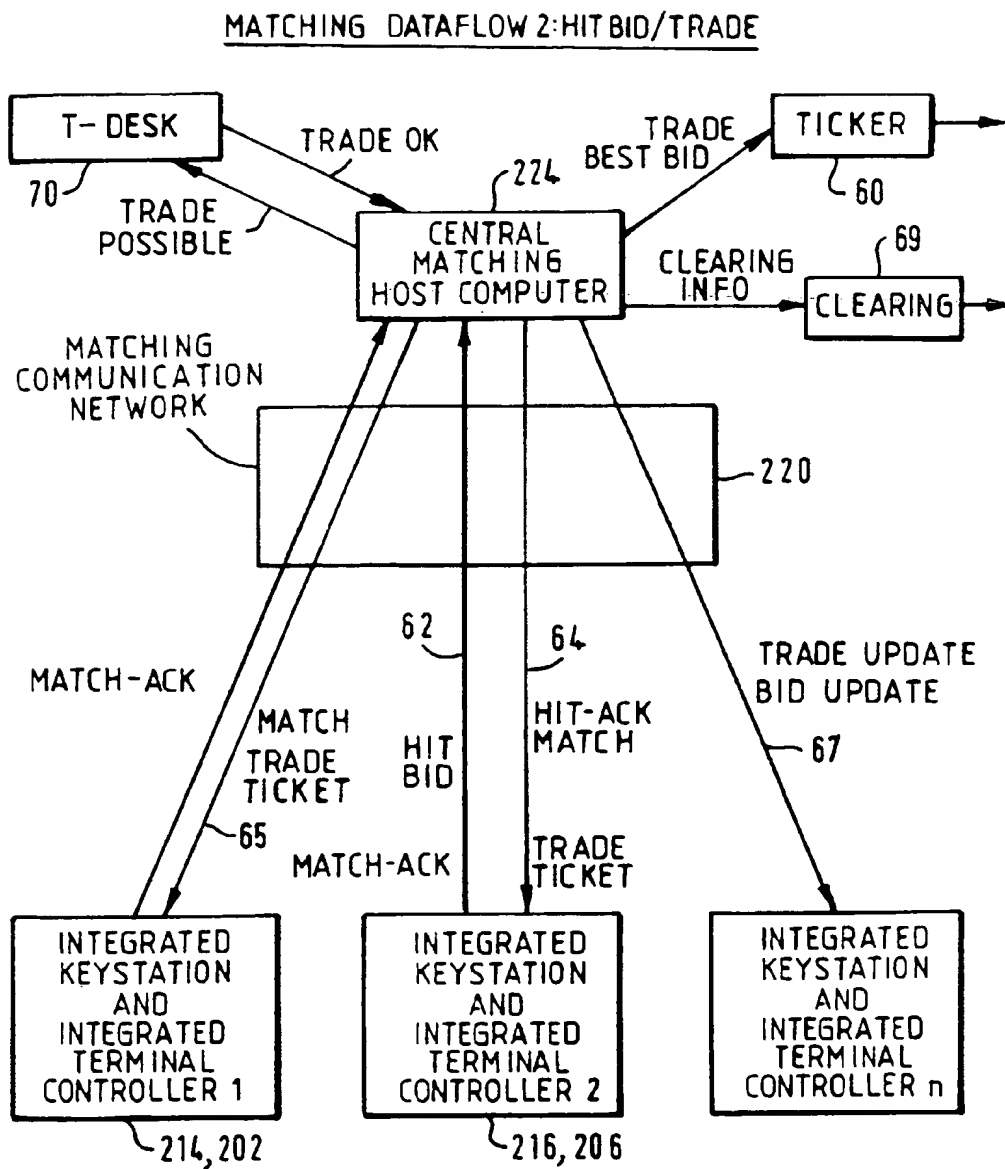 MATCHING DATAFLOW 2:HIT BID/TRADE
T-DESK
70
TRADE OK
TRADE
POSSIBLE
224
CENTRAL
MATCHING
HOST COMPUTER
TRADE
BEST BID
TICKER
60
CLEARING
INFO
69
CLEARING
MATCHING
COMMUNICATION
NETWORK
220
MATCH-ACK
MATCH
TRADE
TICKET
65
62
HIT
BID
MATCH-ACK
64
HIT-ACK
MATCH
TRADE
TICKET
TRADE UPDATE
BID UPDATE
67
INTEGRATED
KEYSTATION
AND
INTEGRATED
TERMINAL
CONTROLLER 1
214,202
INTEGRATED
KEYSTATION
AND
INTEGRATED
TERMINAL
CONTROLLER 2
216,206
INTEGRATED
KEYSTATION
AND
INTEGRATED
TERMINAL
CONTROLLER n